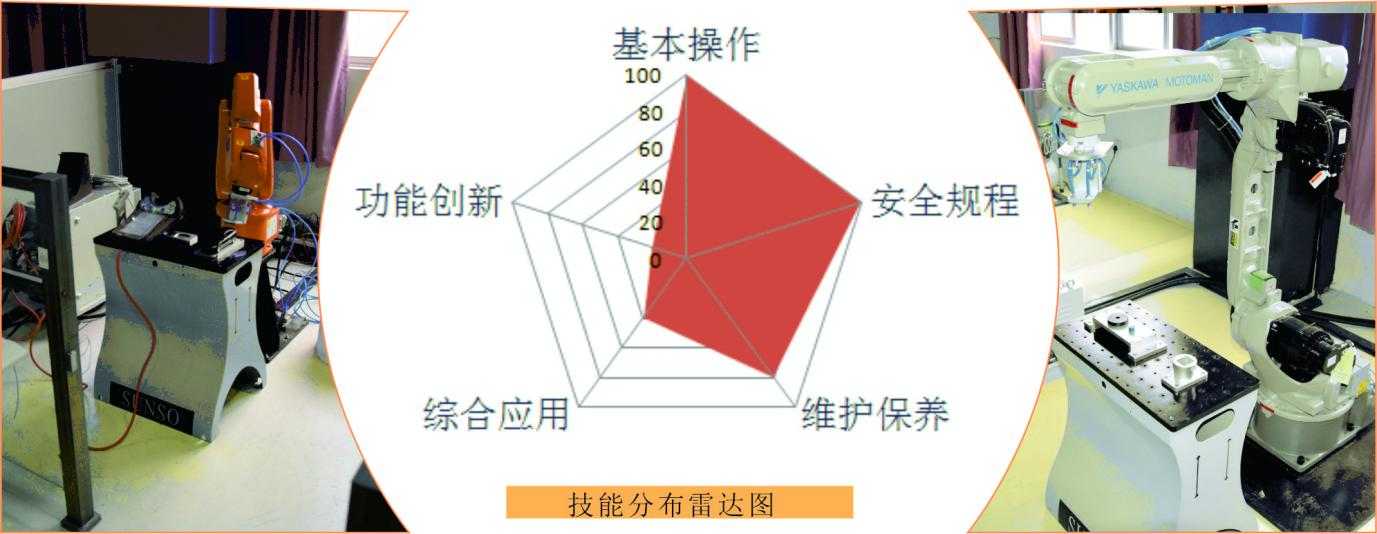 基本操作
100
80
60
40
20
0
功能创新
安全规程
综合应用
维护保养
技能分布雷达图
YASKAWA MOTOMAN
SUNSO
SU